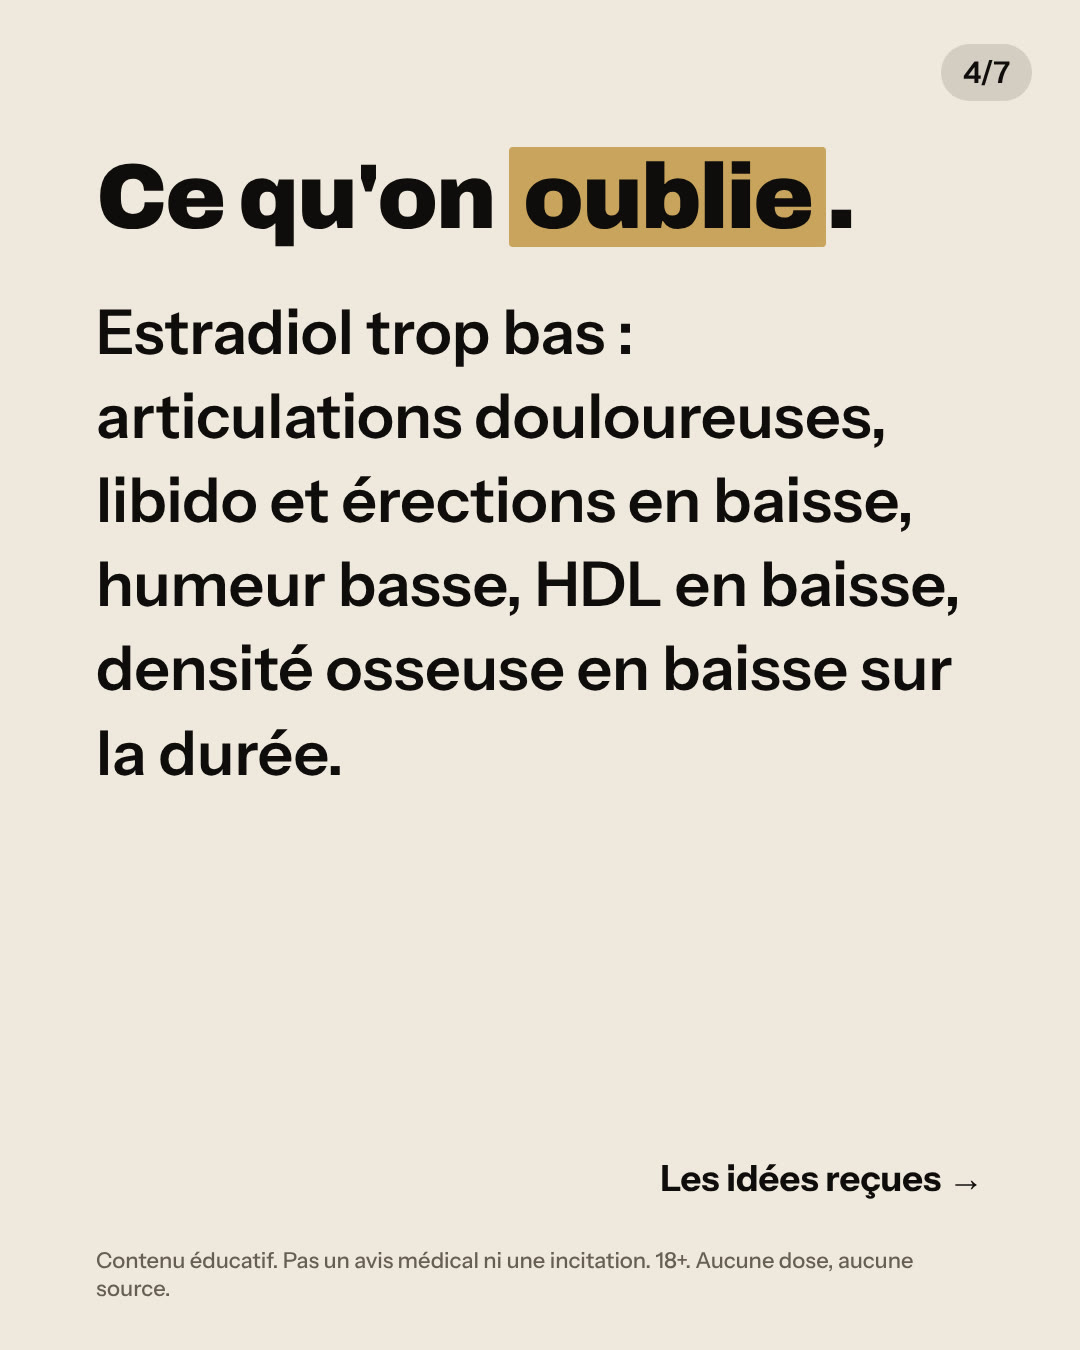 4/7
Ce qu'on oublie.
Estradiol trop bas :
articulations douloureuses,
libido et érections en baisse,
humeur basse, HDL en baisse,
densité osseuse en baisse sur
la durée.
Les idées reçues →
Contenu éducatif. Pas un avis médical ni une incitation. 18+. Aucune dose, aucune
source.